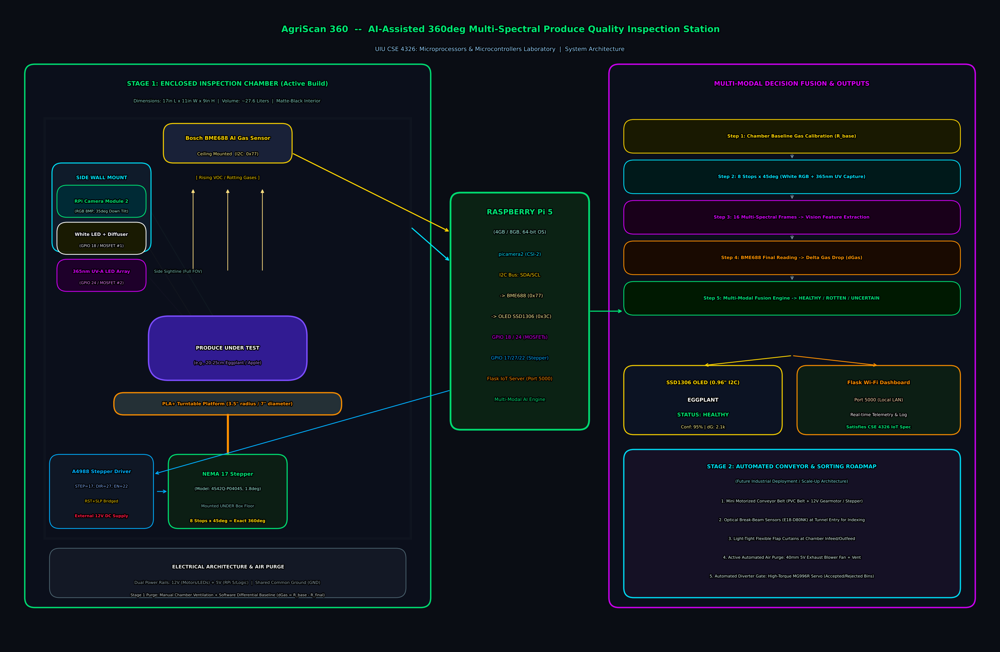 AgriScan 360 -- AI-Assisted 360deg Multi-Spectral Produce Quality Inspection Station
UIU CSE 4326: Microprocessors & Microcontrollers Laboratory | System Architecture
STAGE 1: ENCLOSED INSPECTION CHAMBER (Active Build)
Dimensions: 17in L x 11in W x 9in H | Volume: ~27.6 Liters | Matte-Black Interior
Bosch BME688 AI Gas Sensor
Ceiling Mounted (I2C: 0x77)
[ Rising VOC / Rotting Gases ]
SIDE WALL MOUNT
RPi Camera Module 2
(RGB 8MP, 35deg Down Tilt)
White LED + Diffuser
(GPIO 18 / MOSFET #1)
365nm UV-A LED Array
(GPIO 24 / MOSFET #2)
Side Sightline (Full FOV)
PRODUCE UNDER TEST
(e.g., 20-25cm Eggplant / Apple)
PLA+ Turntable Platform (3.5" radius / 7" diameter)
A4988 Stepper Driver
STEP=17, DIR=27, EN=22
RST+SLP Bridged
External 12V DC Supply
NEMA 17 Stepper
(Model: 4S42Q-P0404S, 1.8deg)
Mounted UNDER Box Floor
8 Stops x 45deg = Exact 360deg
ELECTRICAL ARCHITECTURE & AIR PURGE
Dual Power Rails: 12V (Motors/LEDs) + 5V (RPi 5/Logic) | Shared Common Ground (GND)
Stage 1 Purge: Manual Chamber Ventilation + Software Differential Baseline (dGas = R_base - R_final)
RASPBERRY Pi 5
(4GB / 8GB, 64-bit OS)
picamera2 (CSI-2)
I2C Bus: SDA/SCL
-> BME688 (0x77)
-> OLED SSD1306 (0x3C)
GPIO 18 / 24 (MOSFETs)
GPIO 17/27/22 (Stepper)
Flask IoT Server (Port 5000)
Multi-Modal AI Engine
MULTI-MODAL DECISION FUSION & OUTPUTS
Step 1: Chamber Baseline Gas Calibration (R_base)
Step 2: 8 Stops x 45deg (White RGB + 365nm UV Capture)
Step 3: 16 Multi-Spectral Frames -> Vision Feature Extraction
Step 4: BME688 Final Reading -> Delta Gas Drop (dGas)
Step 5: Multi-Modal Fusion Engine -> HEALTHY / ROTTEN / UNCERTAIN
SSD1306 OLED (0.96" I2C)
EGGPLANT
STATUS: HEALTHY
Conf: 95% | dG: 2.1k
Flask Wi-Fi Dashboard
Port 5000 (Local LAN)
Real-time Telemetry & Log
Satisfies CSE 4326 IoT Spec
STAGE 2: AUTOMATED CONVEYOR & SORTING ROADMAP
(Future Industrial Deployment / Scale-Up Architecture)
1. Mini Motorized Conveyor Belt (PVC Belt + 12V Gearmotor / Stepper)
2. Optical Break-Beam Sensors (E18-D80NK) at Tunnel Entry for Indexing
3. Light-Tight Flexible Flap Curtains at Chamber Infeed/Outfeed
4. Active Automated Air Purge: 40mm 5V Exhaust Blower Fan + Vent
5. Automated Diverter Gate: High-Torque MG996R Servo (Accepted/Rejected Bins)